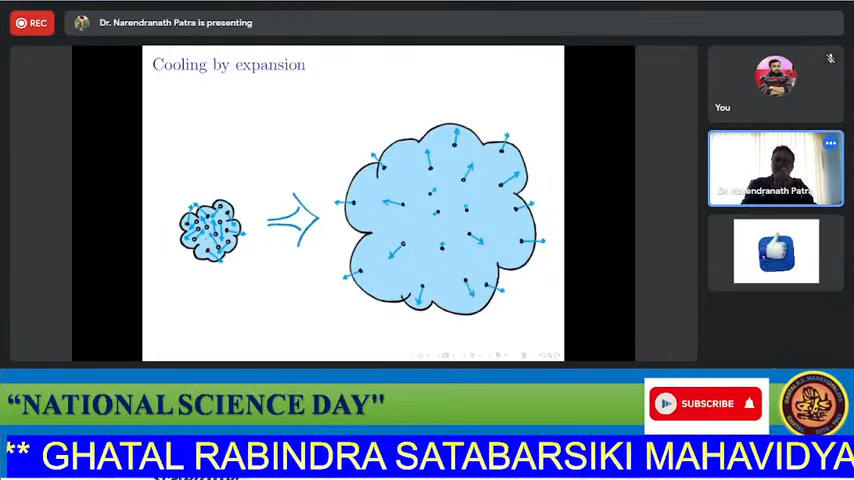 REC
Dr. Narendranath Patra is presenting
Cooling by expansion
You
Dr. Narendranath Patra
"NATIONAL SCIENCE DAY"
SUBSCRIBE
** GHATAL RABINDRA SATABARSIKI MAHAVIDYA